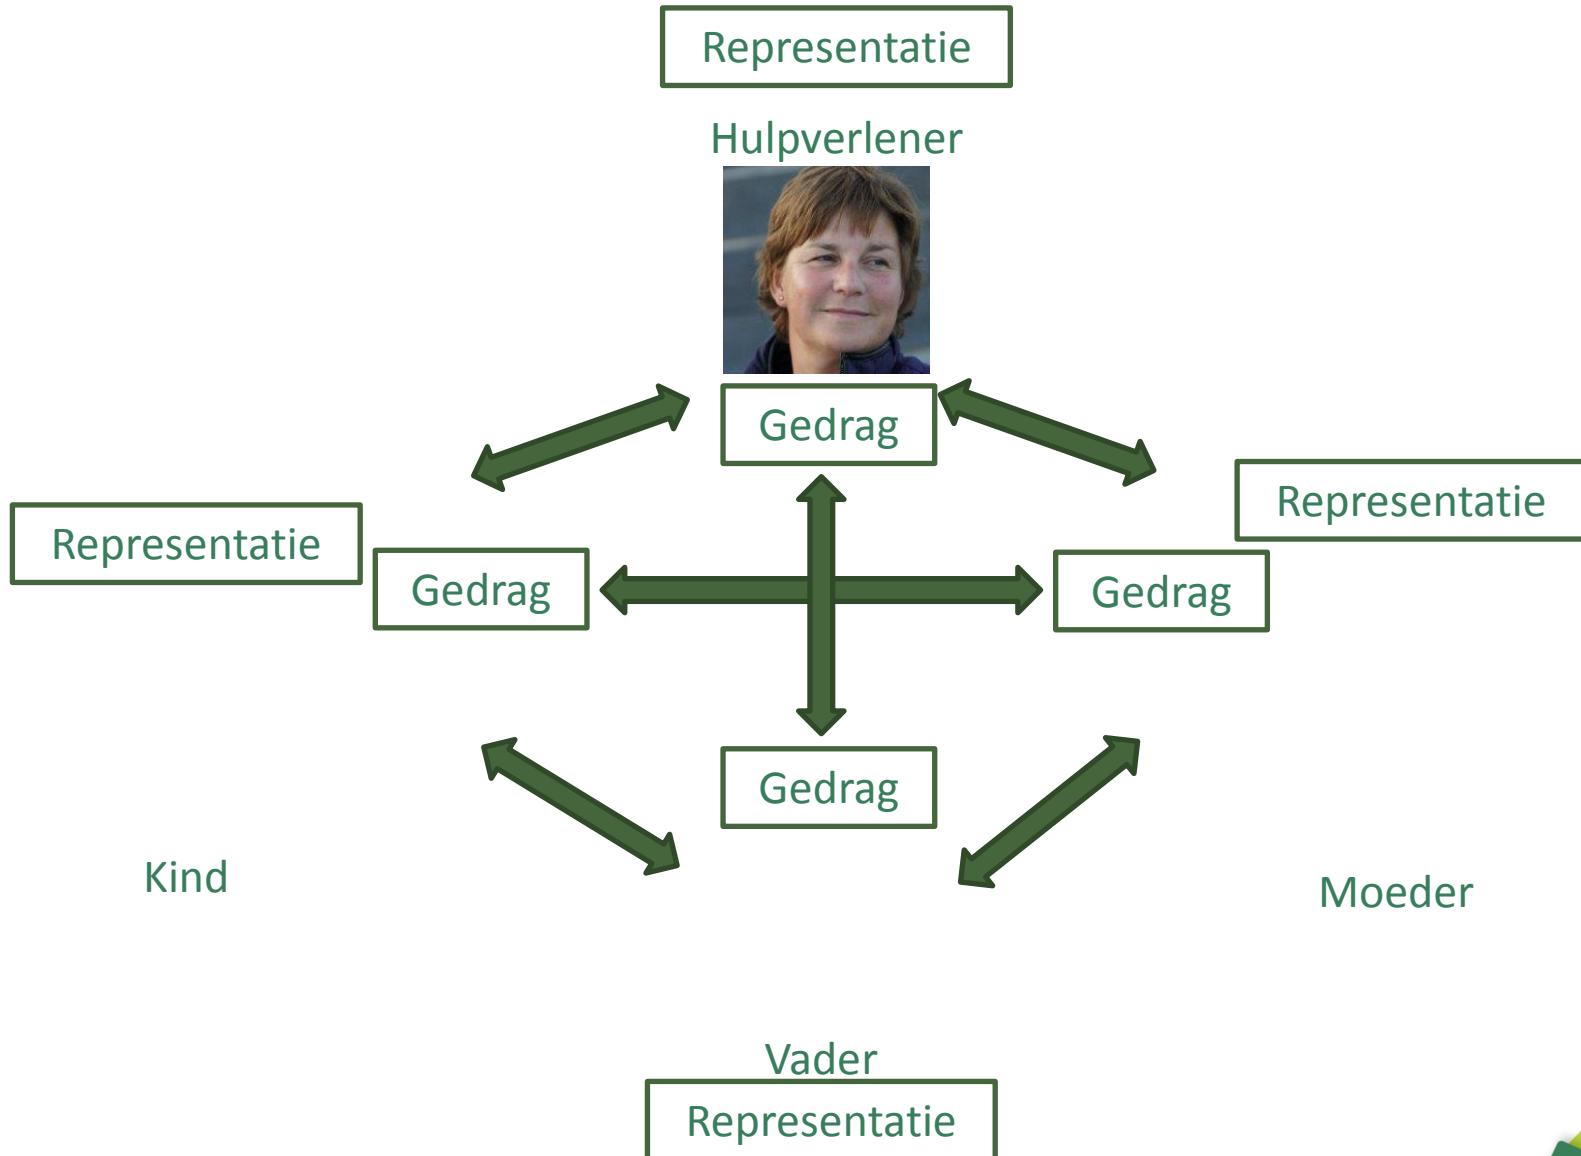 Representatie
Hulpverlener
Gedrag
Representatie
Representatie
Gedrag
Gedrag
Gedrag
Kind
Moeder
Vader
Representatie